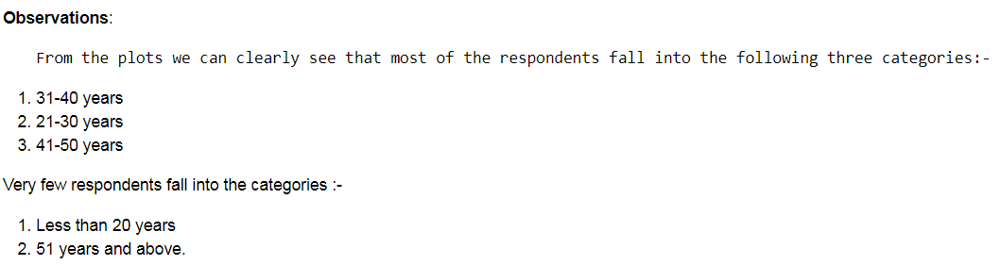 Observations:
From the plots we can clearly see that most of the respondents fall into the following three categories:-
1. 31-40 years
2. 21-30 years
3. 41-50 years
Very few respondents fall into the categories :-
1. Less than 20 years
2. 51 years and above.